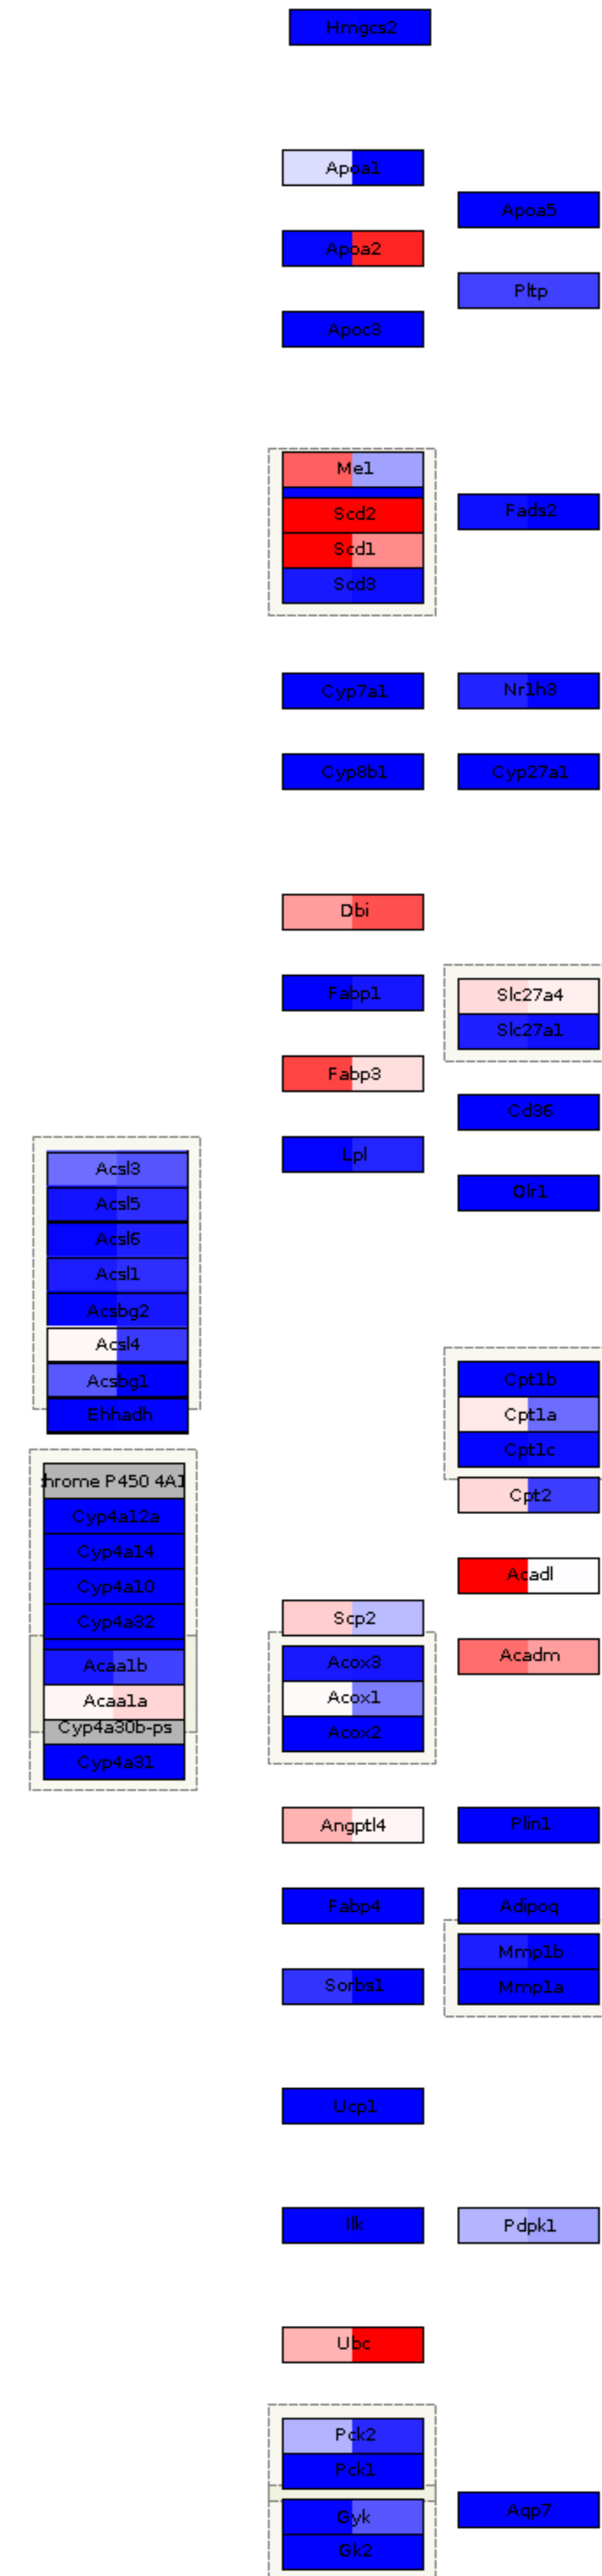 Hmgcs2
Apoa1
Apoa5
Apoa2
Pltp
Apoc3
Me1
Scd2
Fads2
Scd1
Scd3
Cyp7a1
Nr1h3
Cyp8b1
Cyp27a1
Dbi
Fabp1
Slc27a4
Slc27a1
Fabp3
Cd36
Lpl
Olr1
Acsl3
Acsl5
Acsl6
Acsl1
Acsbg2
Acsl4
Acsbg1
Ehhadh
Cpt1b
Cpt1a
Cpt1c
Cpt2
hrome P450 4A1
Cyp4a12a
Cyp4a14
Cyp4a10
Cyp4a32
Acaa1b
Acaa1a
Cyp4a30b-ps
Cyp4a31
Acadl
Scp2
Acadm
Acox3
Acox1
Acox2
Angptl4
Plin1
Fabp4
Adipoq
Mmp1b
Sorbs1
Mmp1a
Ucp1
Ilk
Pdpk1
Ubc
Pck2
Pck1
Gyk
Aqp7
Gk2